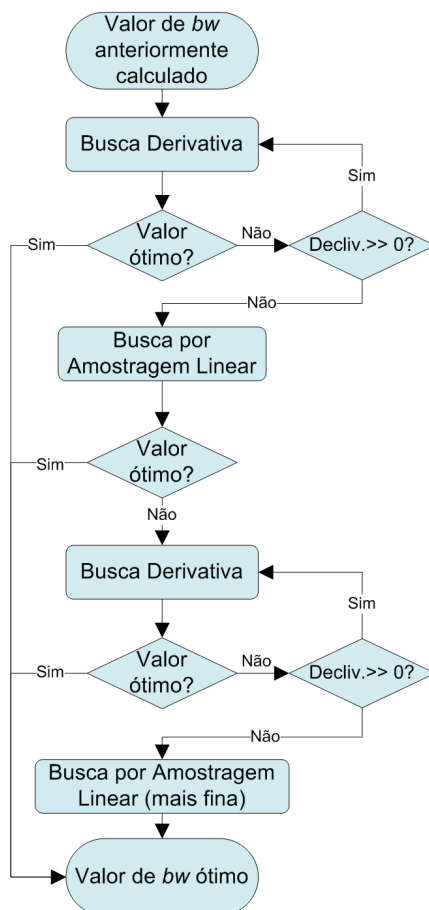 Valor de bw
anteriormente
calculado
Busca Derivativa
Sim
Valor
ótimo?
Não
Decliv.>> 0?
Sim
Não
Busca por
Amostragem Linear
Valor
ótimo?
Sim
Não
Busca Derivativa
Sim
Valor
ótimo?
Não
Decliv.>> 0?
Sim
Não
Busca por Amostragem
Linear (mais fina)
Valor de bw ótimo